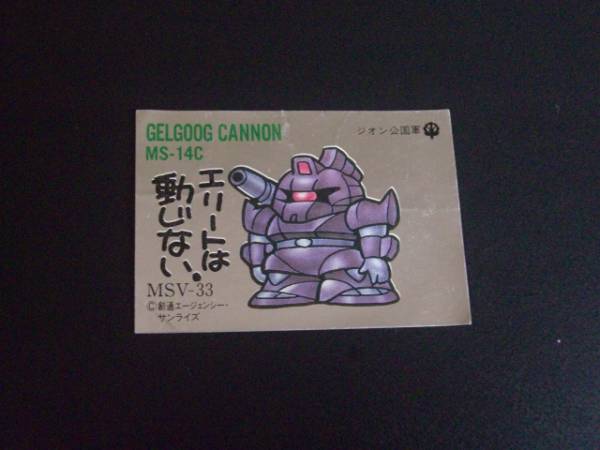 GELGOOG CANNON
MS-14C
ジオン公国軍
エリートは
動じない.
MSV-33
©創通エージェンシー・
サンライズ